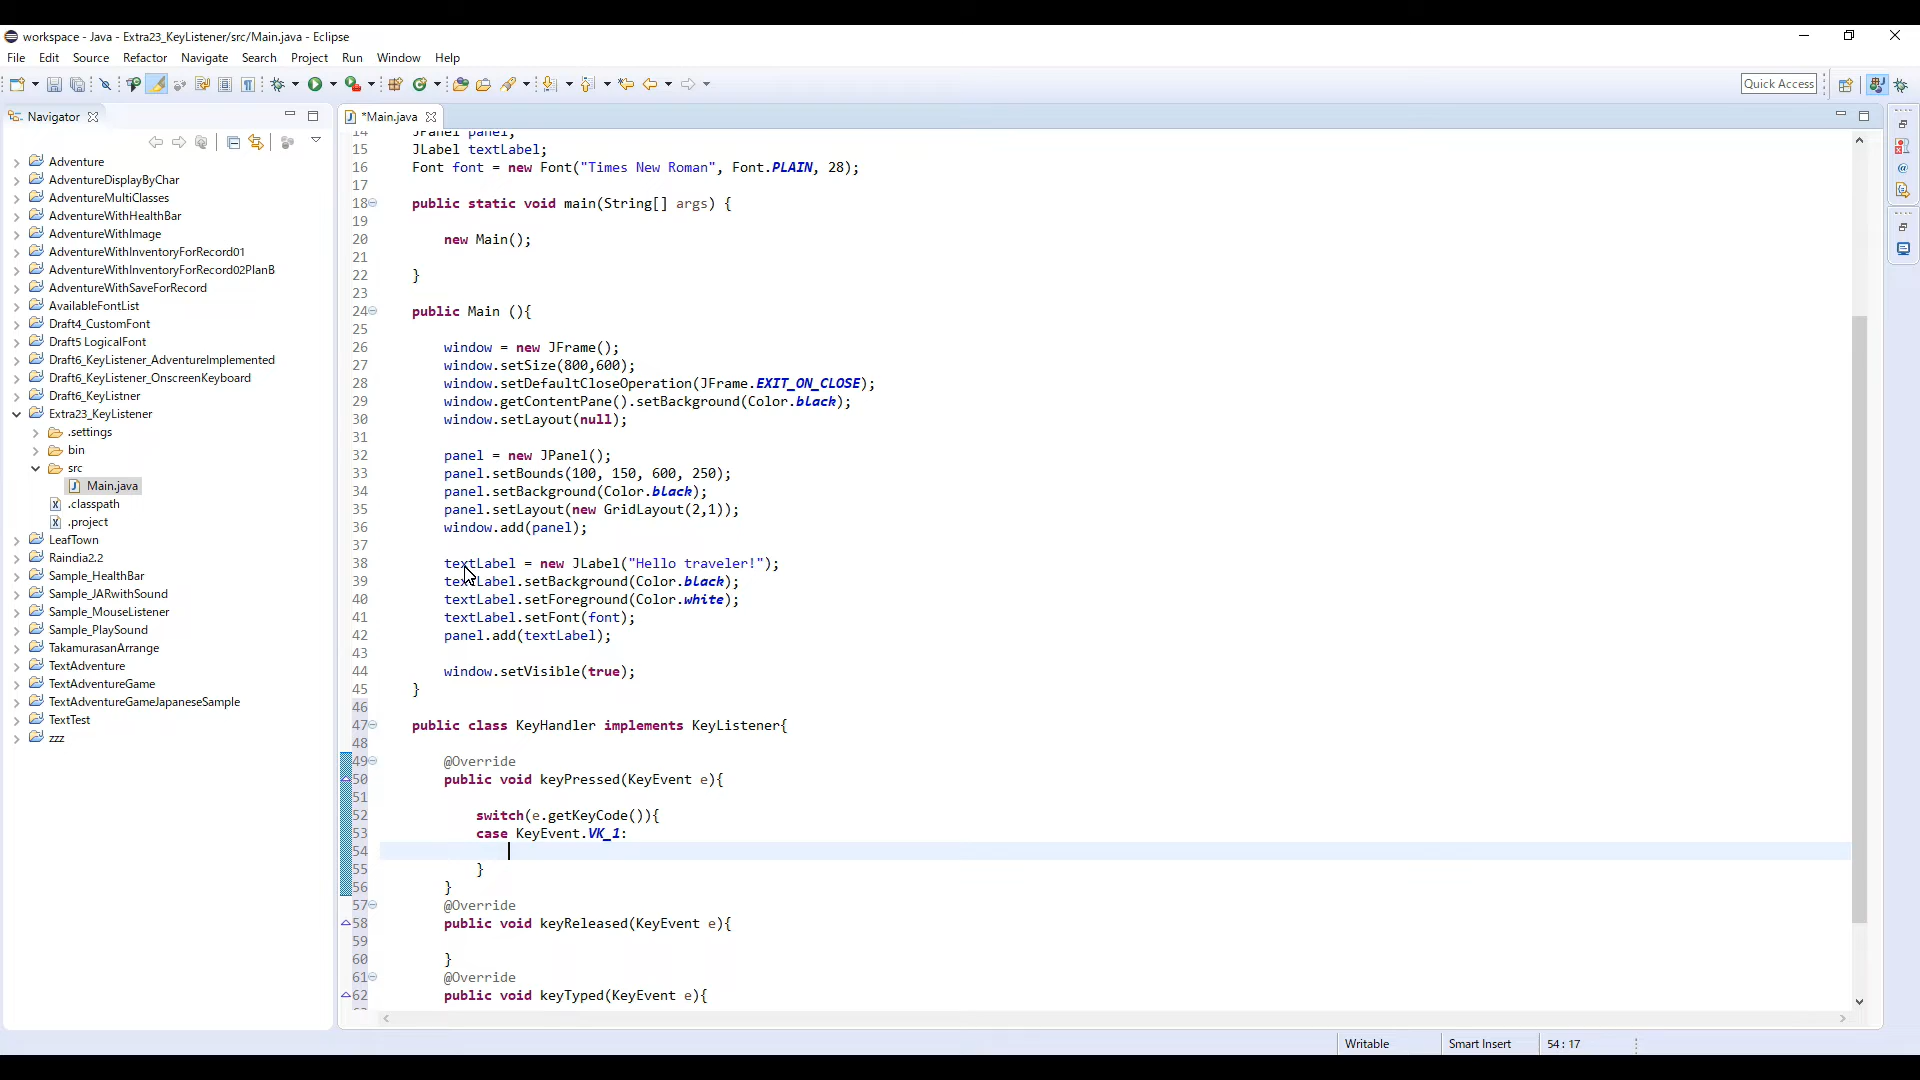 workspace - Java - Extra23_KeyListener/src/Main.java - Eclipse
File Edit Source Refactor Navigate Search Project Run Window Help
Quick Access
Navigator
*Main.java
Adventure
AdventureDisplayByChar
AdventureMultiClasses
AdventureWithHealthBar
AdventureWithImage
AdventureWithInventoryForRecord01
AdventureWithInventoryForRecord02PlanB
AdventureWithSaveForRecord
AvailableFontList
Draft4_CustomFont
Draft5 LogicalFont
Draft6_KeyListener_AdventureImplemented
Draft6_KeyListener_OnscreenKeyboard
Draft6_KeyListner
Extra23_KeyListener
.settings
bin
src
Main.java
.classpath
.project
LeafTown
Raindia2.2
Sample_HealthBar
Sample_JARwithSound
Sample_MouseListener
Sample_PlaySound
TakamurasanArrange
TextAdventure
TextAdventureGame
TextAdventureGameJapaneseSample
TextTest
zzz
14 JPanel panel;
15 JLabel textLabel;
16 Font font = new Font("Times New Roman", Font.PLAIN, 28);
17
18 public static void main(String[] args) {
19
20 new Main();
21
22 }
23
24 public Main (){
25
26 window = new JFrame();
27 window.setSize(800,600);
28 window.setDefaultCloseOperation(JFrame.EXIT_ON_CLOSE);
29 window.getContentPane().setBackground(Color.black);
30 window.setLayout(null);
31
32 panel = new JPanel();
33 panel.setBounds(100, 150, 600, 250);
34 panel.setBackground(Color.black);
35 panel.setLayout(new GridLayout(2,1));
36 window.add(panel);
37
38 textLabel = new JLabel("Hello traveler!");
39 textLabel.setBackground(Color.black);
40 textLabel.setForeground(Color.white);
41 textLabel.setFont(font);
42 panel.add(textLabel);
43
44 window.setVisible(true);
45 }
46
47 public class KeyHandler implements KeyListener{
48
49 @Override
50 public void keyPressed(KeyEvent e){
51
52 switch(e.getKeyCode()){
53 case KeyEvent.VK_1:
54
55 }
56 }
57 @Override
58 public void keyReleased(KeyEvent e){
59
60 }
61 @Override
62 public void keyTyped(KeyEvent e){
Writable Smart Insert 54 : 17